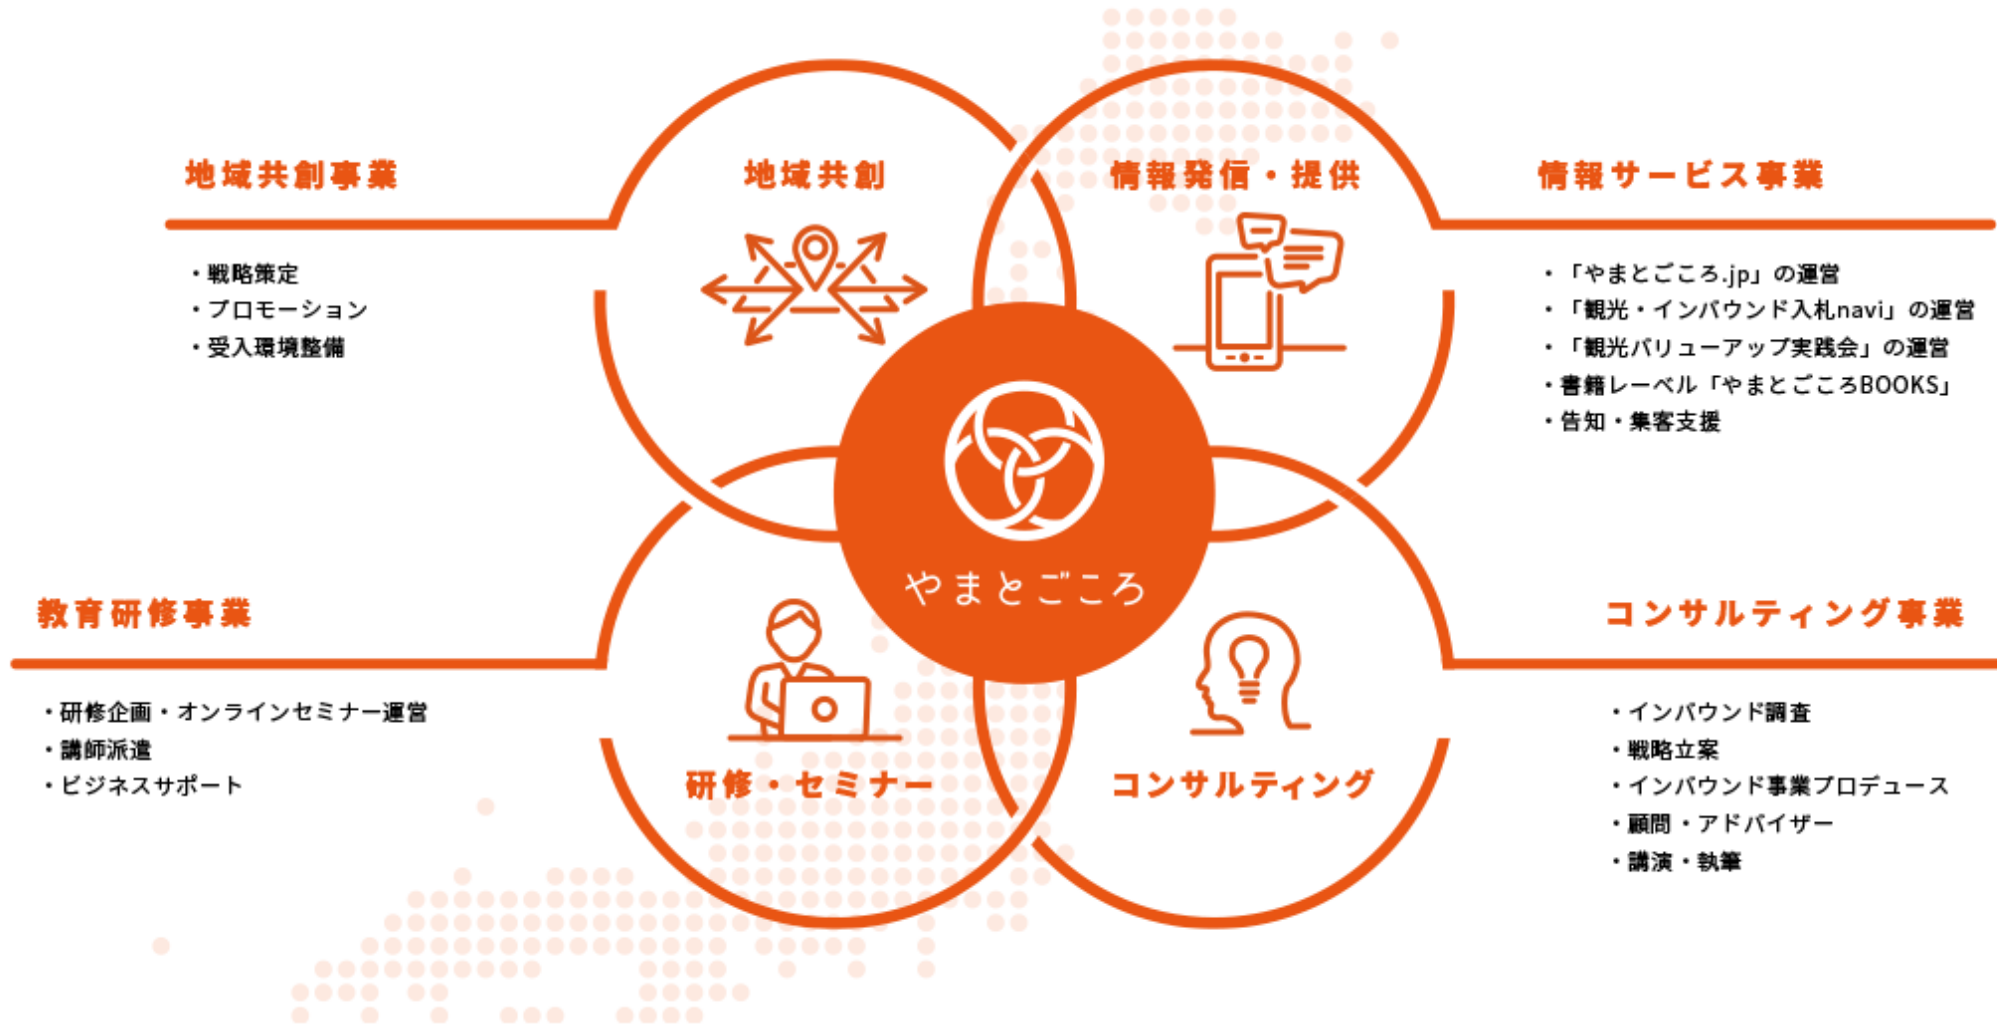 地域共創事業
・戦略策定
・プロモーション
・受入環境整備
地域共創
情報発信・提供
情報サービス事業
・「やまとごころ.jp」の運営
・「観光・インバウンド入札navi」の運営
・「観光バリューアップ実践会」の運営
・書籍レーベル「やまとごころBOOKS」
・告知・集客支援
やまとごころ
教育研修事業
・研修企画・オンラインセミナー運営
・講師派遣
・ビジネスサポート
研修・セミナー
コンサルティング
コンサルティング事業
・インバウンド調査
・戦略立案
・インバウンド事業プロデュース
・顧問・アドバイザー
・講演・執筆